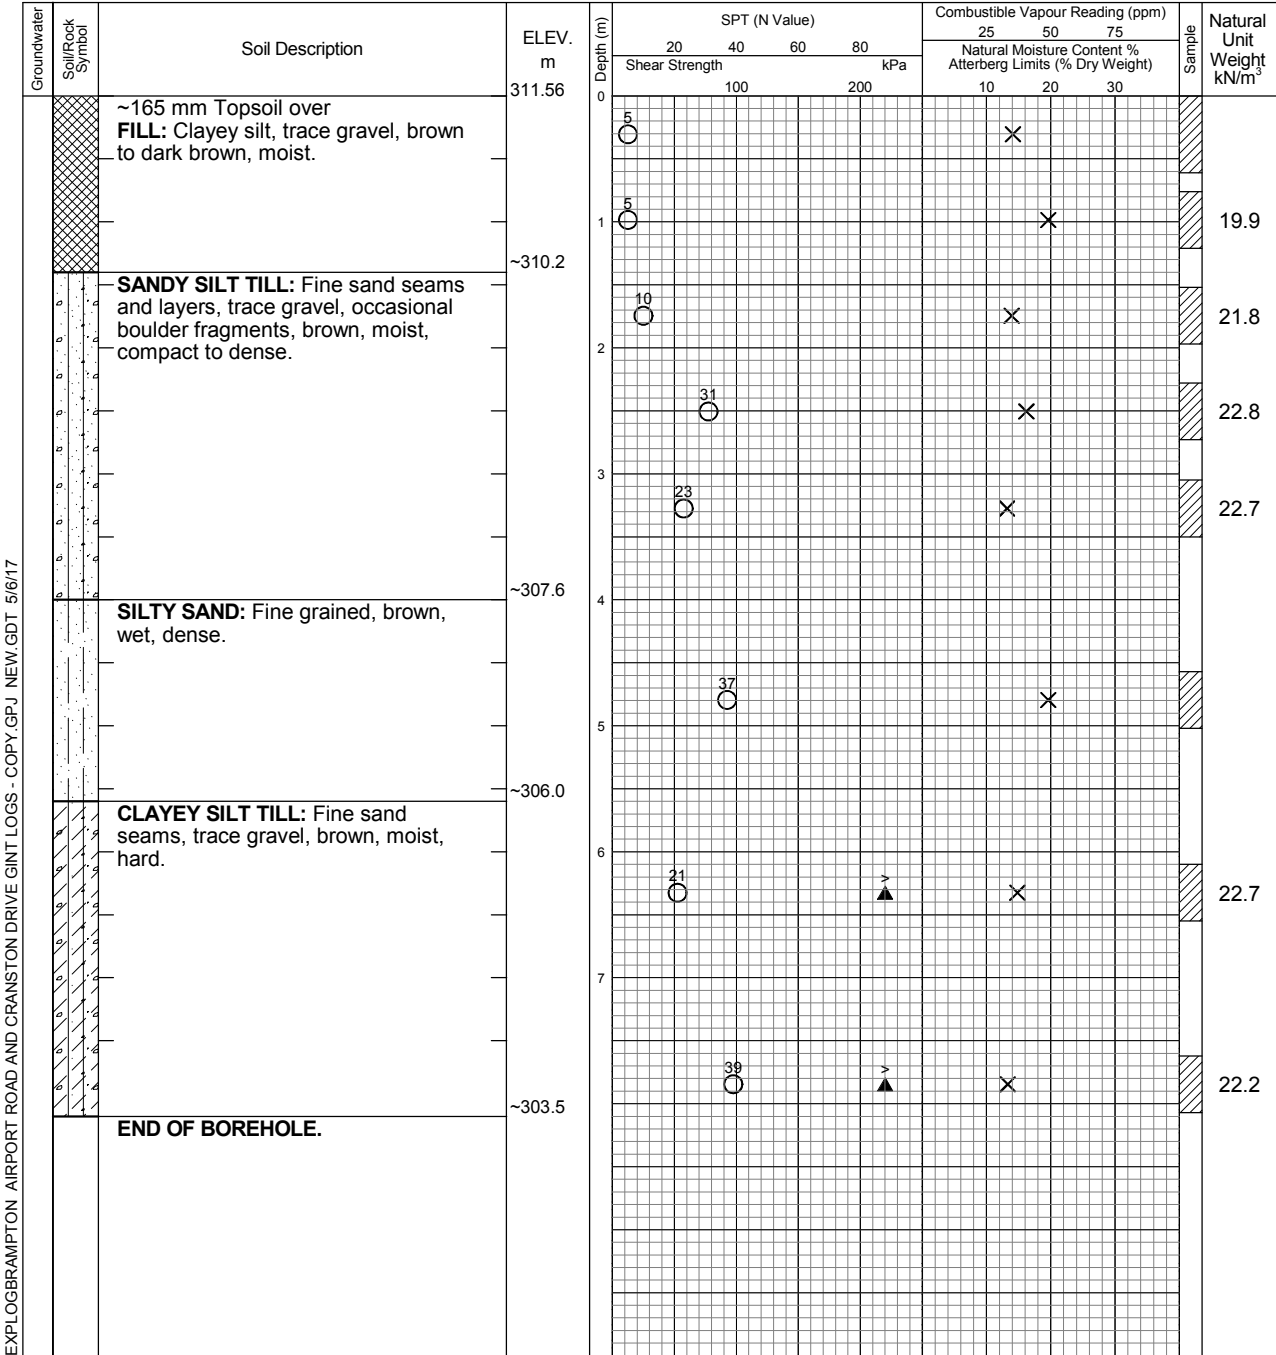 Groundwater
Soil/Rock
Symbol
Soil Description
ELEV.
m
Depth (m)
SPT (N Value)
20 40 60 80
Shear Strength kPa
100 200
Combustible Vapour Reading (ppm)
25 50 75
Natural Moisture Content %
Atterberg Limits (% Dry Weight)
10 20 30
Sample
Natural
Unit
Weight
kN/m³
311.56
0
~165 mm Topsoil over
FILL: Clayey silt, trace gravel, brown
to dark brown, moist.
5
5
1
19.9
~310.2
SANDY SILT TILL: Fine sand seams
and layers, trace gravel, occasional
boulder fragments, brown, moist,
compact to dense.
10
21.8
2
31
22.8
3
23
22.7
~307.6
4
SILTY SAND: Fine grained, brown,
wet, dense.
37
5
~306.0
CLAYEY SILT TILL: Fine sand
seams, trace gravel, brown, moist,
hard.
6
21
>
22.7
7
39
>
22.2
~303.5
END OF BOREHOLE.
EXPLOGBRAMPTON AIRPORT ROAD AND CRANSTON DRIVE GINT LOGS - COPY.GPJ NEW.GDT 5/6/17